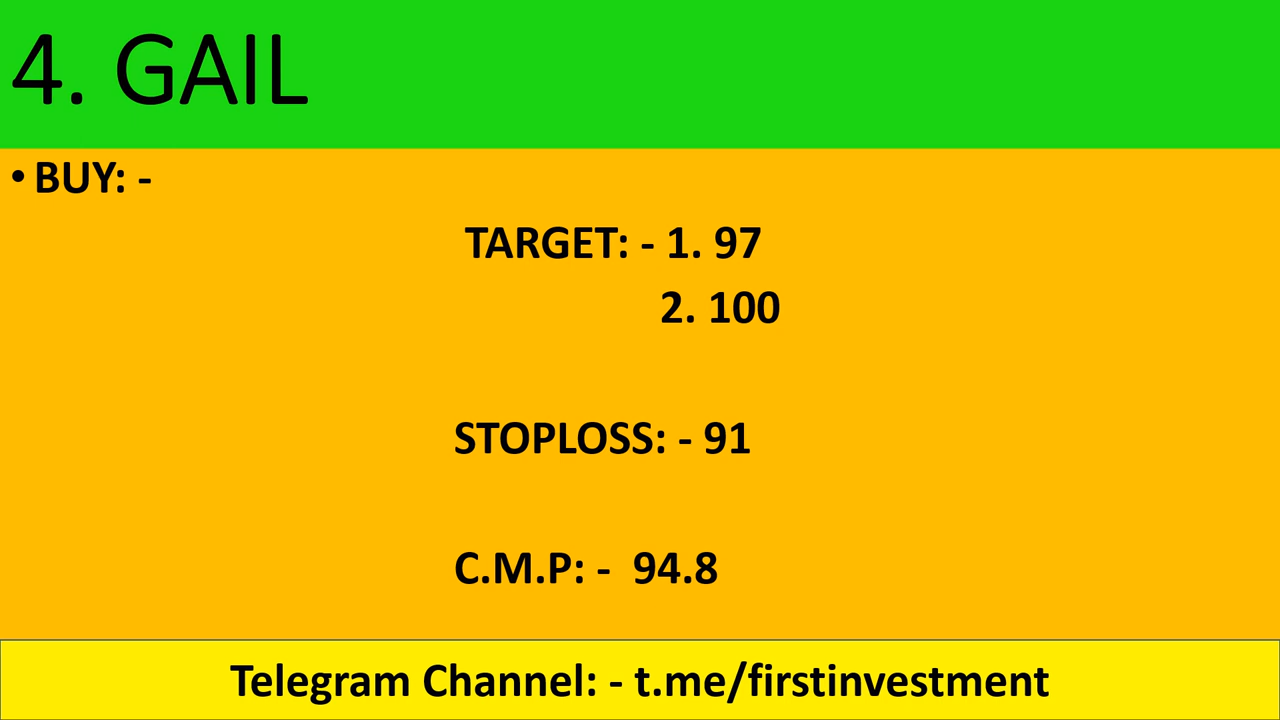 4. GAIL
• BUY: -
TARGET: - 1. 97
2. 100
STOPLOSS: - 91
C.M.P: - 94.8
Telegram Channel: - t.me/firstinvestment